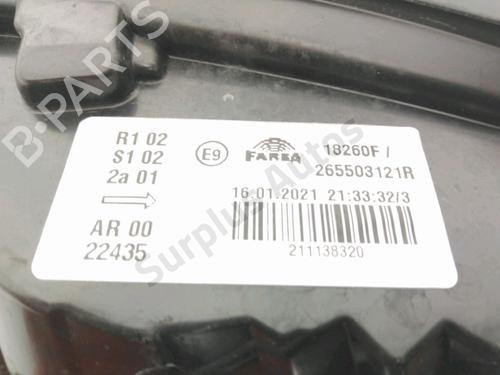 R1 02
S1 02
2a 01
AR 00
22435
E9
FARBA
18260F /
265503121R
16.01.2021 21:33:32/3
211138320
B-PARTS
Surplus Autos